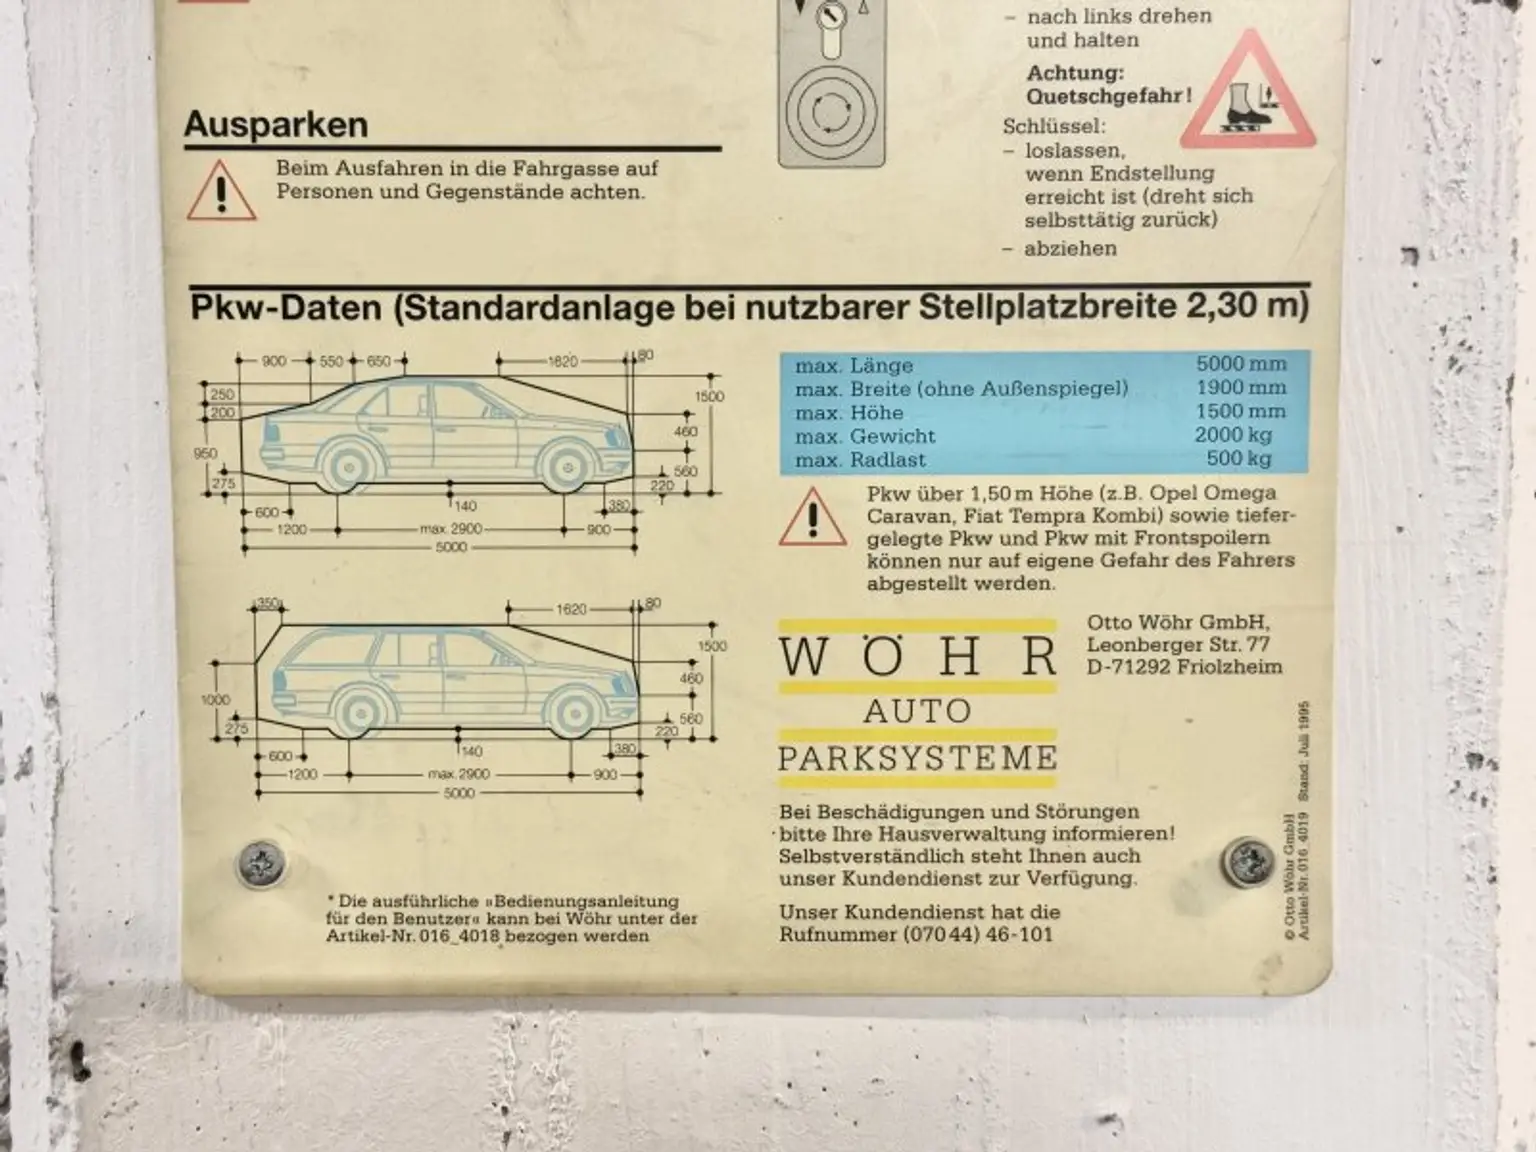 – nach links drehen
und halten
Achtung:
Quetschgefahr!
Schlüssel:
– loslassen,
wenn Endstellung
erreicht ist (dreht sich
selbsttätig zurück)
– abziehen
Ausparken
Beim Ausfahren in die Fahrgasse auf
Personen und Gegenstände achten.
Pkw-Daten (Standardanlage bei nutzbarer Stellplatzbreite 2,30 m)
900 550 650 1620 80
250
200
950
275
1500
460
560
220
600 140 380
1200 max. 2900 900
5000
350 1620 80
1000
275
1500
460
560
220
600 140 380
1200 max. 2900 900
5000
max. Länge 5000 mm
max. Breite (ohne Außenspiegel) 1900 mm
max. Höhe 1500 mm
max. Gewicht 2000 kg
max. Radlast 500 kg
Pkw über 1,50 m Höhe (z.B. Opel Omega
Caravan, Fiat Tempra Kombi) sowie tiefer-
gelegte Pkw und Pkw mit Frontspoilern
können nur auf eigene Gefahr des Fahrers
abgestellt werden.
WÖHR
AUTO
PARKSYSTEME
Otto Wöhr GmbH,
Leonberger Str. 77
D-71292 Friolzheim
Bei Beschädigungen und Störungen
bitte Ihre Hausverwaltung informieren!
Selbstverständlich steht Ihnen auch
unser Kundendienst zur Verfügung.
Unser Kundendienst hat die
Rufnummer (07044) 46-101
* Die ausführliche »Bedienungsanleitung
für den Benutzer« kann bei Wöhr unter der
Artikel-Nr. 016_4018 bezogen werden
© Otto Wöhr GmbH
Artikel-Nr. 016_4019 Stand: Juli 1995